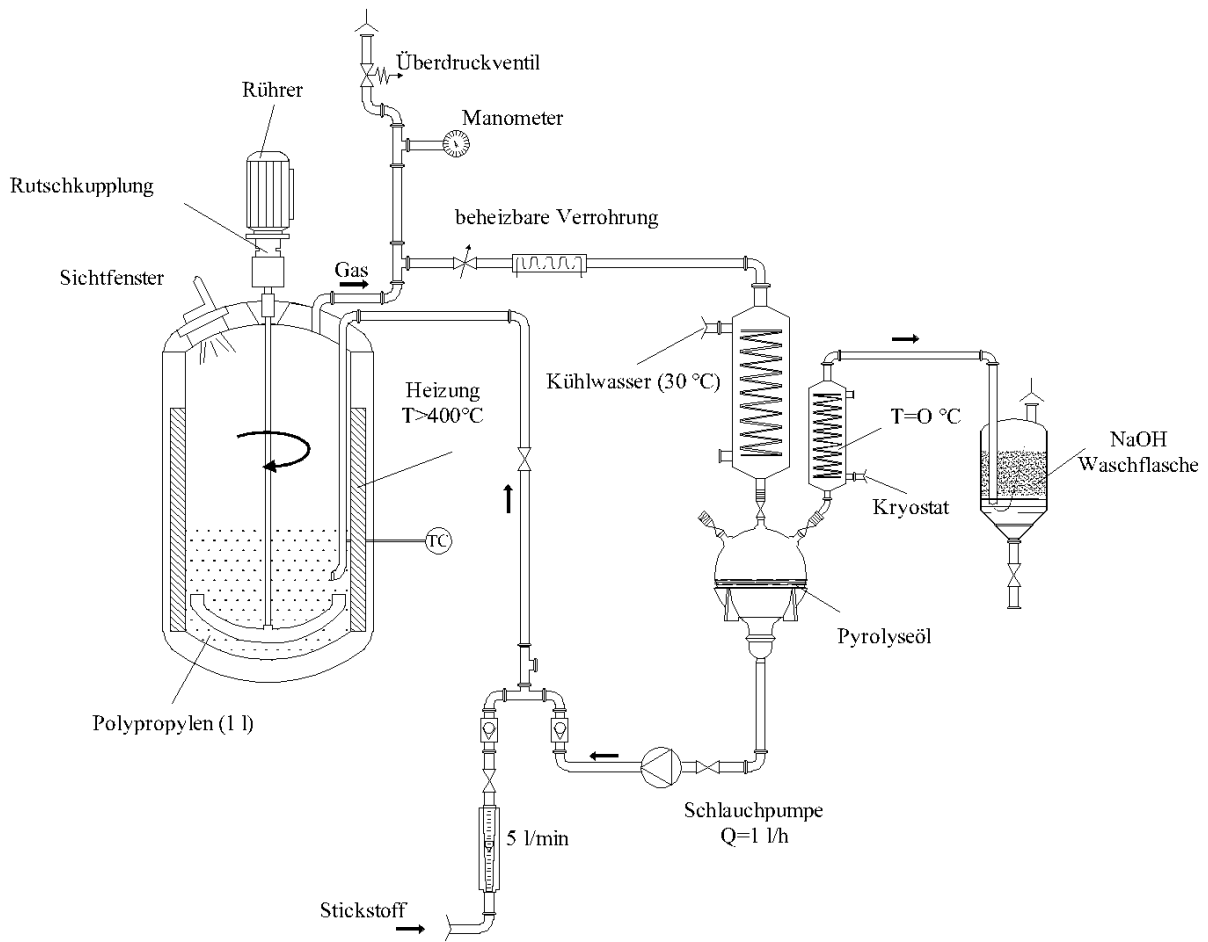 Überdruckventil
Rührer
Manometer
Rutschkupplung
beheizbare Verrohrung
Sichtfenster
Gas
Kühlwasser (30 °C)
Heizung
T>400°C
T=O °C
NaOH
Waschflasche
Kryostat
TC
Pyrolyseöl
Polypropylen (1 l)
Schlauchpumpe
Q=1 l/h
5 l/min
Stickstoff